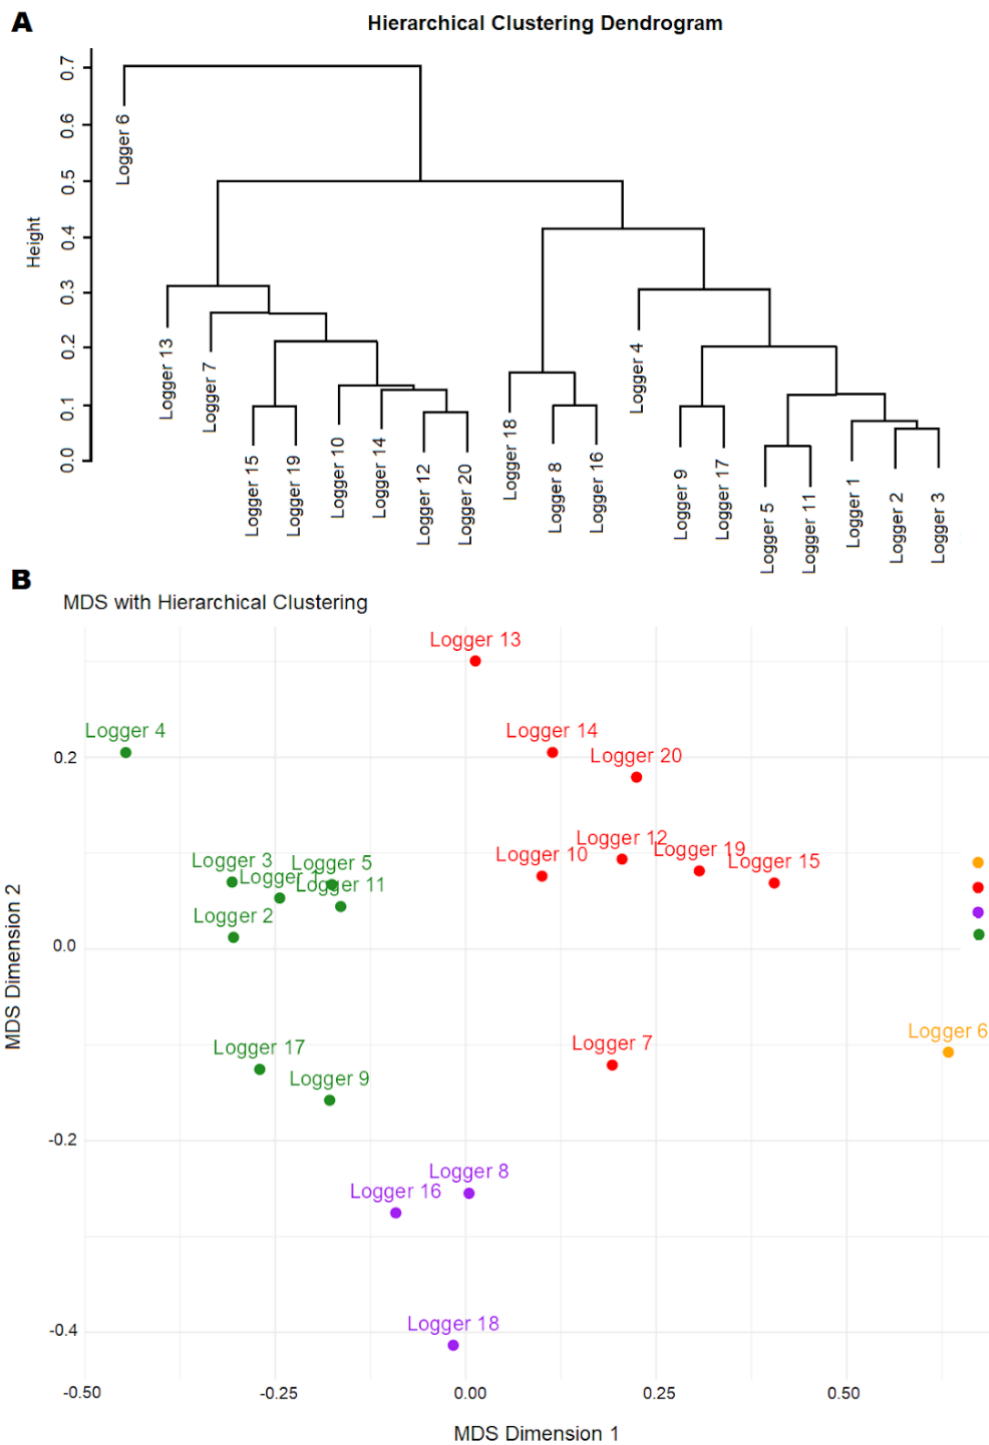 A
Hierarchical Clustering Dendrogram
Height
0.7
0.6
0.5
0.4
0.3
0.2
0.1
0.0
Logger 6
Logger 13
Logger 7
Logger 15
Logger 19
Logger 10
Logger 14
Logger 12
Logger 20
Logger 18
Logger 8
Logger 16
Logger 4
Logger 9
Logger 17
Logger 5
Logger 11
Logger 1
Logger 2
Logger 3
B
MDS with Hierarchical Clustering
MDS Dimension 2
0.2
0.0
-0.2
-0.4
Logger 13
Logger 4
Logger 14
Logger 20
Logger 12
Logger 19
Logger 10
Logger 15
Logger 3
Logger 5
Logger 1
Logger 11
Logger 2
Logger 6
Logger 7
Logger 17
Logger 9
Logger 8
Logger 16
Logger 18
-0.50
-0.25
0.00
0.25
0.50
MDS Dimension 1